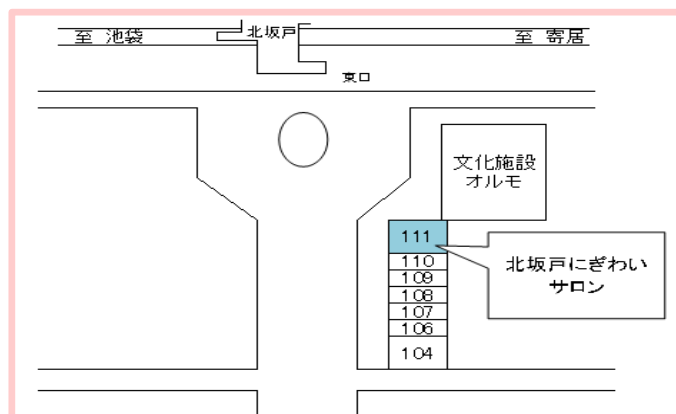 至 池袋
北坂戸
至 寄居
東口
文化施設
オルモ
111
110
109
108
107
106
104
北坂戸にぎわい
サロン